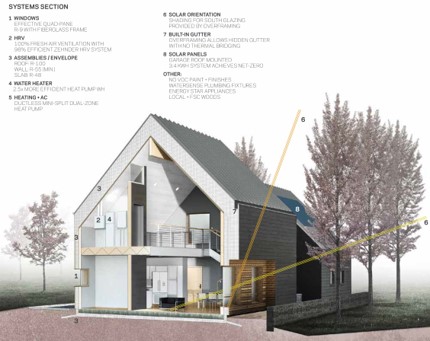 SYSTEMS SECTION
1 WINDOWS
EFFECTIVE QUAD PANE
R-9 WITH FIBERGLASS FRAME
2 HRV
100% FRESH AIR VENTILATION WITH
94% EFFICIENT ZEHNDER HRV SYSTEM
3 ASSEMBLIES / ENVELOPE
ROOF: R-100
WALL: R-55 (MIN)
SLAB: R-48
4 WATER HEATER
2.5x MORE EFFICIENT HEAT PUMP WH
5 HEATING + AC
DUCTLESS MINI-SPLIT DUAL-ZONE
HEAT PUMP
6 SOLAR ORIENTATION
SHADING FOR SOUTH GLAZING
PROVIDED BY OVERFRAMING
7 BUILT-IN GUTTER
OVERFRAMING ALLOWS HIDDEN GUTTER
WITH NO THERMAL BRIDGING
8 SOLAR PANELS
GARAGE ROOF MOUNTED
3.4 KWH SYSTEM ACHIEVES NET-ZERO
OTHER:
NO VOC PAINT + FINISHES
WATERSENSE PLUMBING FIXTURES
ENERGY STAR APPLIANCES
LOCAL + FSC WOODS
6
3
7
8
2 4
6
3
1
3